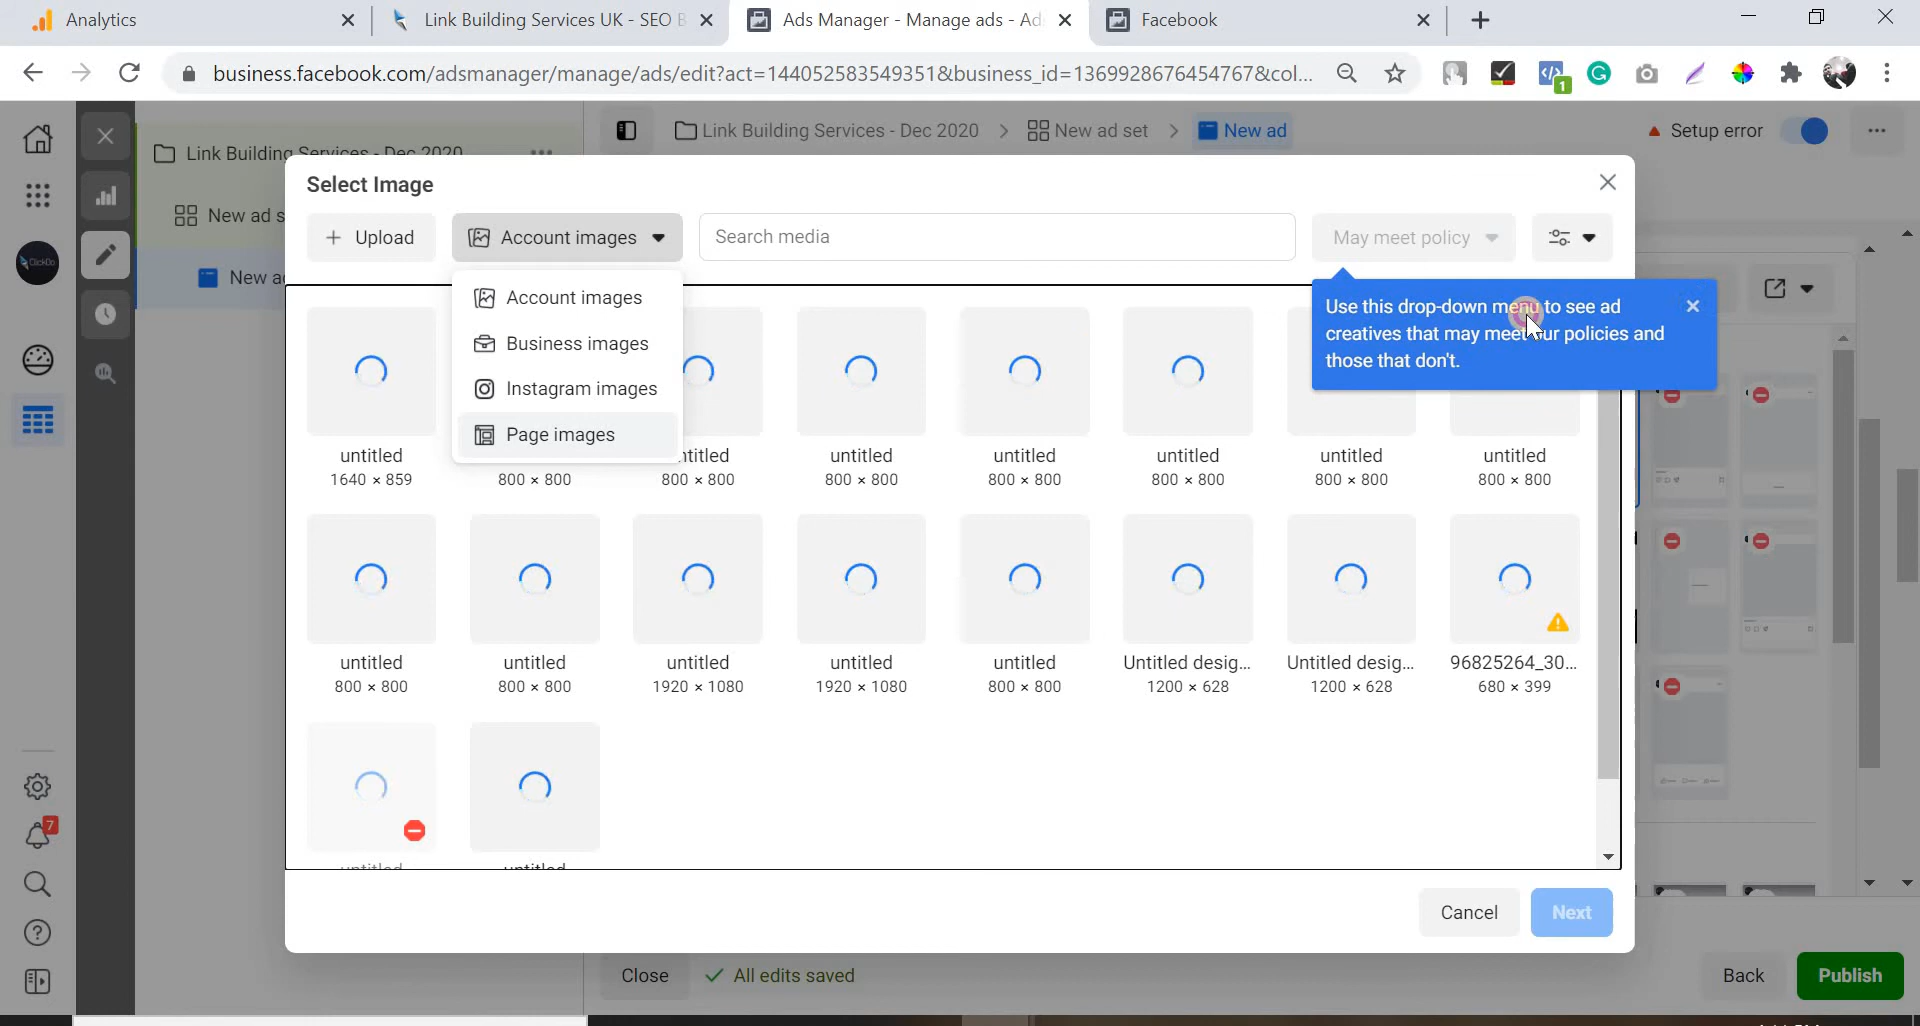 Analytics
Link Building Services UK - SEO B
Ads Manager - Manage ads - Ad
Facebook
business.facebook.com/adsmanager/manage/ads/edit?act=144052583549351&business_id=1369928676454767&col...
1
Link Building Services - Dec 2020
Link Building Services - Dec 2020
New ad set
New ad
Setup error
New ad s
New ad
ClickDo
7
Select Image
Upload
Account images
Search media
May meet policy
Account images
Business images
Instagram images
Page images
Use this drop-down menu to see ad
creatives that may meet our policies and
those that don't.
untitled
1640 × 859
800 × 800
ntitled
800 × 800
untitled
800 × 800
untitled
800 × 800
untitled
800 × 800
untitled
800 × 800
untitled
800 × 800
untitled
800 × 800
untitled
800 × 800
untitled
1920 × 1080
untitled
1920 × 1080
untitled
800 × 800
Untitled desig...
1200 × 628
Untitled desig...
1200 × 628
96825264_30...
680 × 399
untitled
untitled
Cancel
Next
Close
All edits saved
Back
Publish